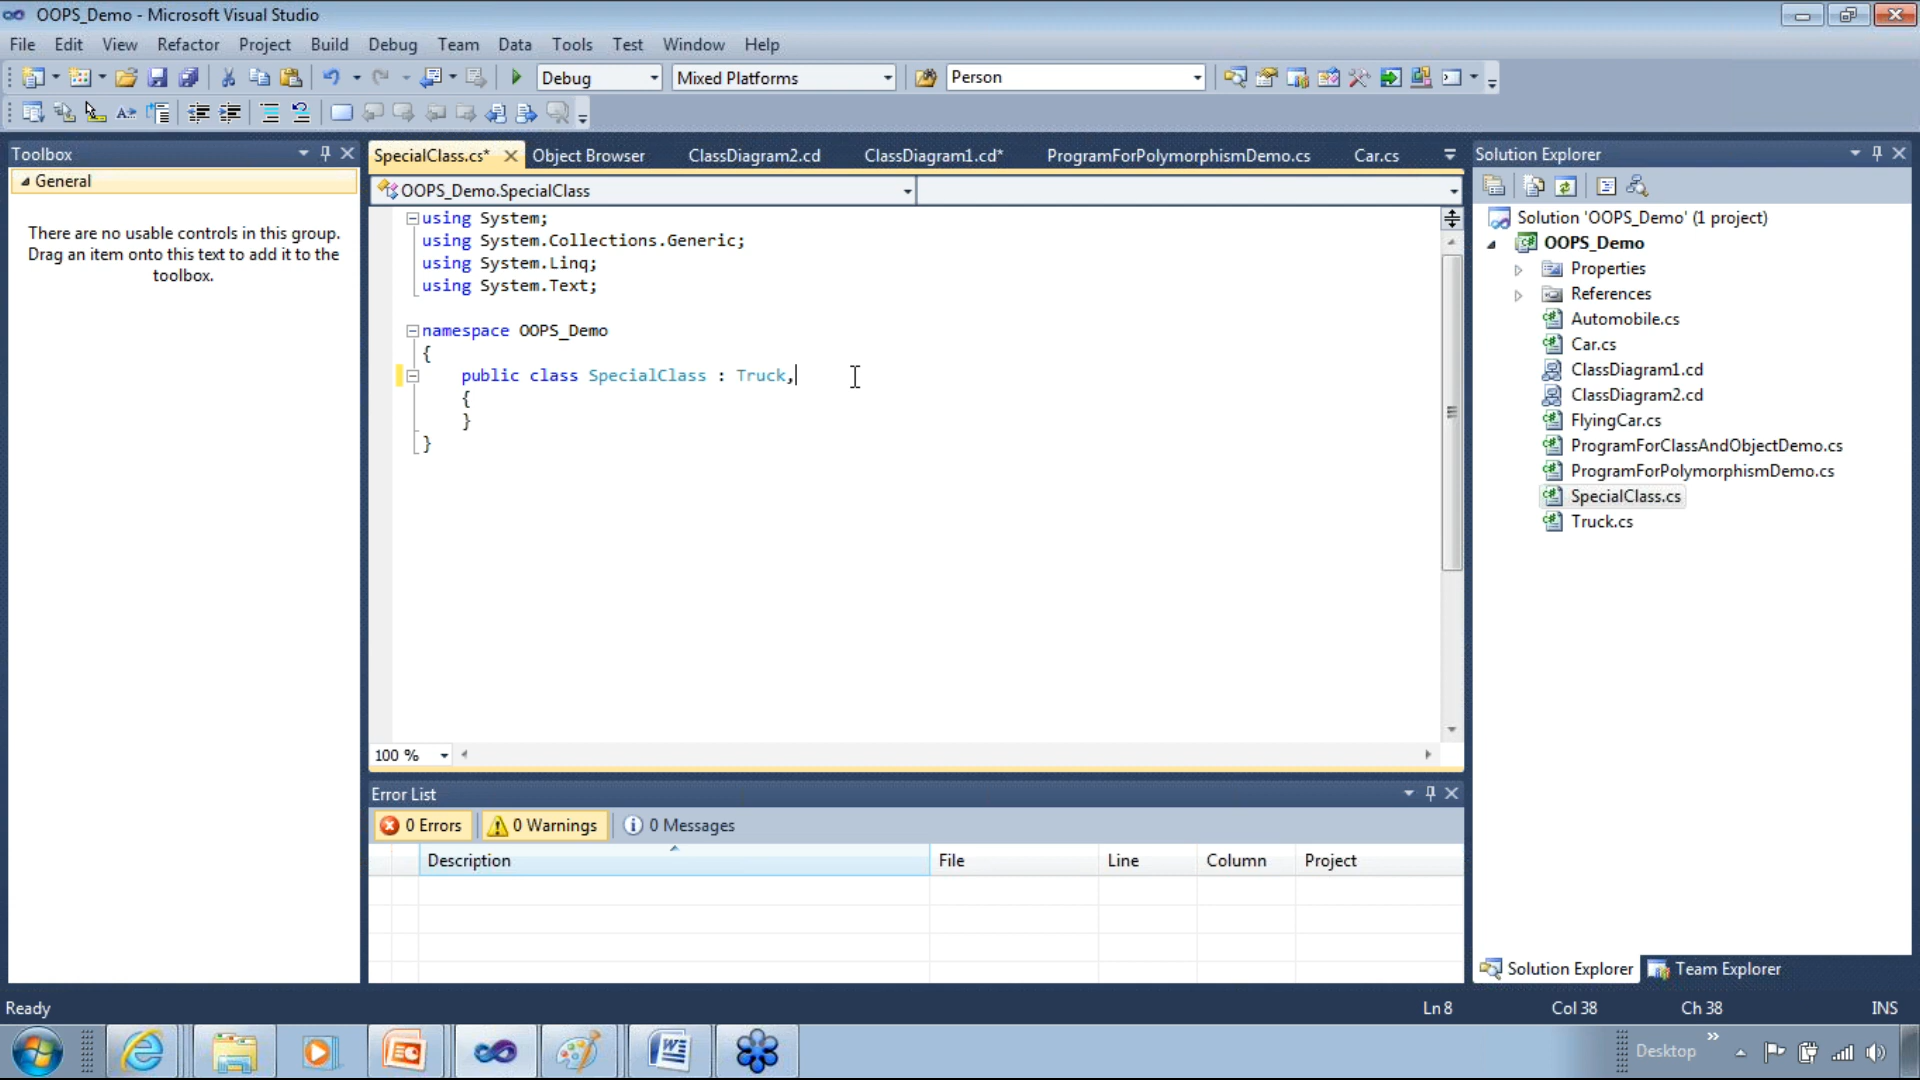 OOPS_Demo - Microsoft Visual Studio
File Edit View Refactor Project Build Debug Team Data Tools Test Window Help
Debug Mixed Platforms Person
Toolbox
General
There are no usable controls in this group.
Drag an item onto this text to add it to the
toolbox.
SpecialClass.cs* Object Browser ClassDiagram2.cd ClassDiagram1.cd* ProgramForPolymorphismDemo.cs Car.cs
OOPS_Demo.SpecialClass
using System;
using System.Collections.Generic;
using System.Linq;
using System.Text;
namespace OOPS_Demo
{
public class SpecialClass : Truck,
{
}
}
100 %
Error List
0 Errors 0 Warnings 0 Messages
Description File Line Column Project
Solution Explorer
Solution 'OOPS_Demo' (1 project)
OOPS_Demo
Properties
References
Automobile.cs
Car.cs
ClassDiagram1.cd
ClassDiagram2.cd
FlyingCar.cs
ProgramForClassAndObjectDemo.cs
ProgramForPolymorphismDemo.cs
SpecialClass.cs
Truck.cs
Solution Explorer Team Explorer
Ready Ln 8 Col 38 Ch 38 INS
Desktop